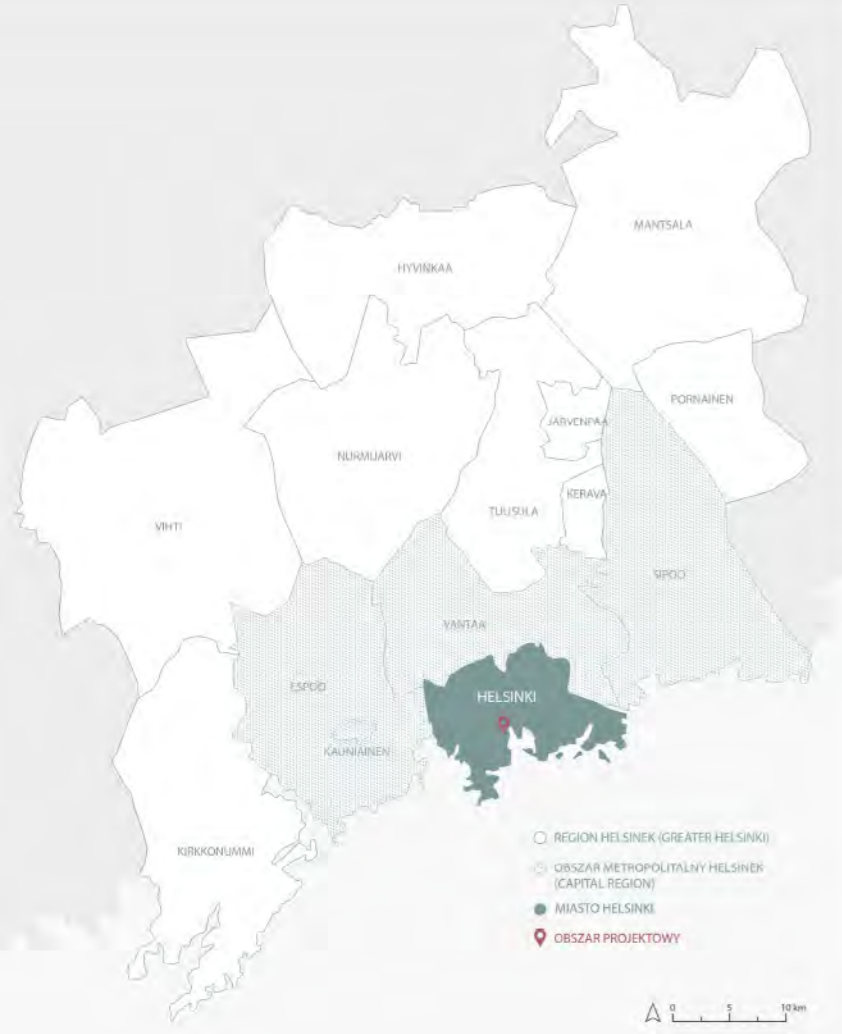 MANTSALA
HYVINKAA
PORNAINEN
JARVENPAA
NURMIJARVI
KERAVA
TUUSULA
VIHTI
SIPOO
VANTAA
ESPOO
HELSINKI
KAUNIAINEN
KIRKKONUMMI
REGION HELSINEK (GREATER HELSINKI)
OBSZAR METROPOLITALNY HELSINEK
(CAPITAL REGION)
MIASTO HELSINKI
OBSZAR PROJEKTOWY
0 5 10 km